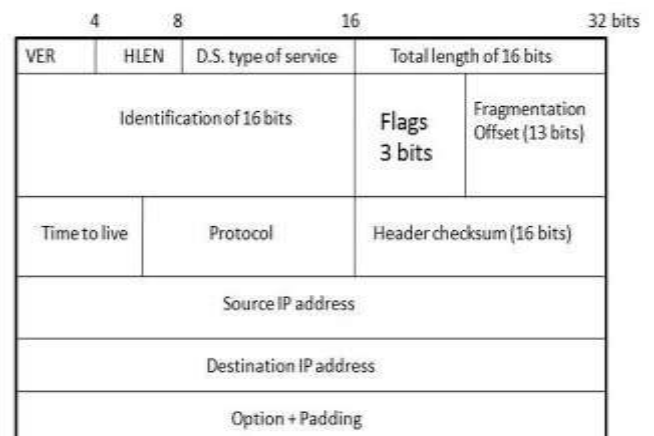 4 8 16 32 bits
VER HLEN D.S. type of service Total length of 16 bits
Identification of 16 bits
Flags
3 bits
Fragmentation
Offset (13 bits)
Time to live Protocol Header checksum (16 bits)
Source IP address
Destination IP address
Option + Padding